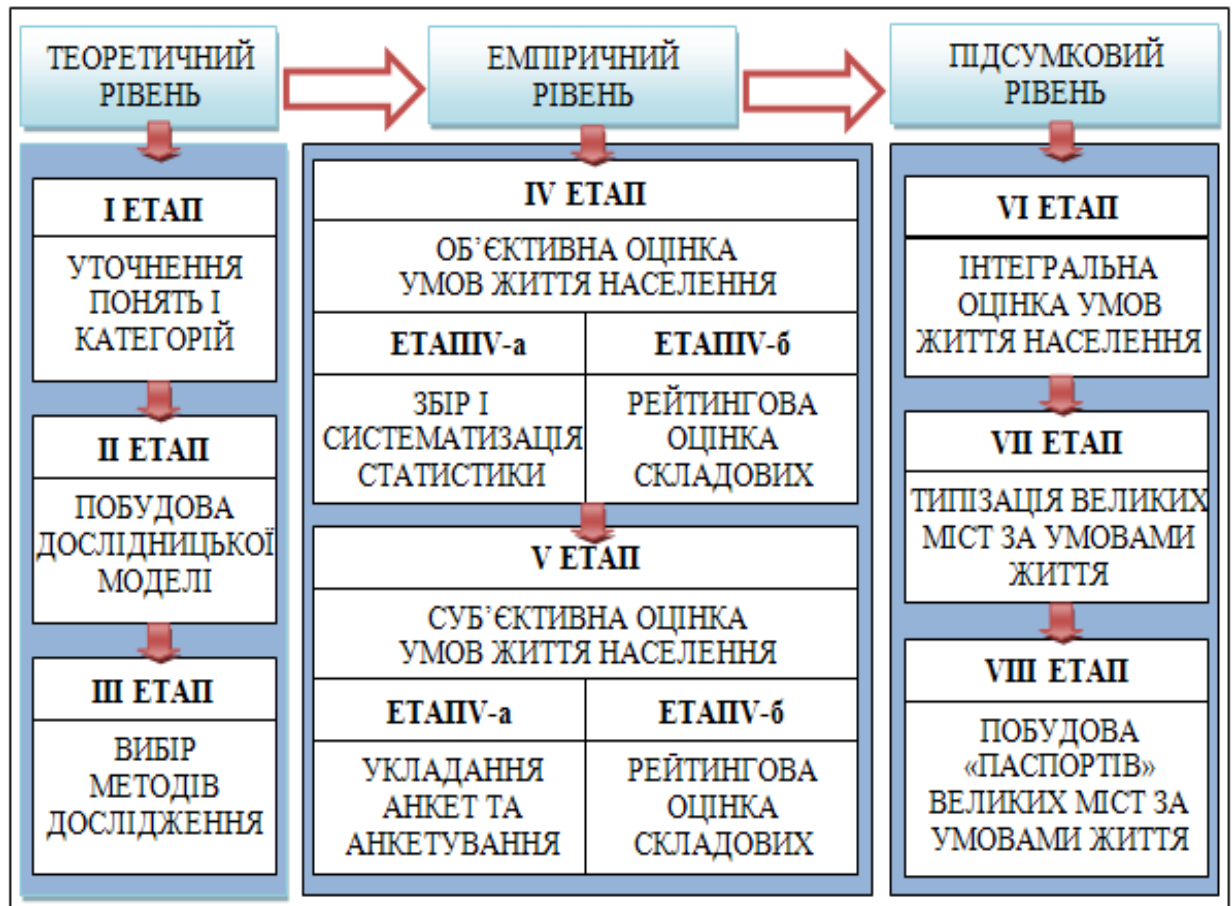 ТЕОРЕТИЧНИЙ
РІВЕНЬ
ЕМПІРИЧНИЙ
РІВЕНЬ
ПІДСУМКОВИЙ
РІВЕНЬ
І ЕТАП
УТОЧНЕННЯ
ПОНЯТЬ І
КАТЕГОРІЙ
ІІ ЕТАП
ПОБУДОВА
ДОСЛІДНИЦЬКОЇ
МОДЕЛІ
ІІІ ЕТАП
ВИБІР
МЕТОДІВ
ДОСЛІДЖЕННЯ
IV ЕТАП
ОБ’ЄКТИВНА ОЦІНКА
УМОВ ЖИТТЯ НАСЕЛЕННЯ
ЕТАПIV-а
ЗБІР І
СИСТЕМАТИЗАЦІЯ
СТАТИСТИКИ
ЕТАПIV-б
РЕЙТИНГОВА
ОЦІНКА
СКЛАДОВИХ
V ЕТАП
СУБ’ЄКТИВНА ОЦІНКА
УМОВ ЖИТТЯ НАСЕЛЕННЯ
ЕТАПV-а
УКЛАДАННЯ
АНКЕТ ТА
АНКЕТУВАННЯ
ЕТАПV-б
РЕЙТИНГОВА
ОЦІНКА
СКЛАДОВИХ
VI ЕТАП
ІНТЕГРАЛЬНА
ОЦІНКА УМОВ
ЖИТТЯ НАСЕЛЕННЯ
VII ЕТАП
ТИПІЗАЦІЯ ВЕЛИКИХ
МІСТ ЗА УМОВАМИ
ЖИТТЯ
VIII ЕТАП
ПОБУДОВА
«ПАСПОРТІВ»
ВЕЛИКИХ МІСТ ЗА
УМОВАМИ ЖИТТЯ